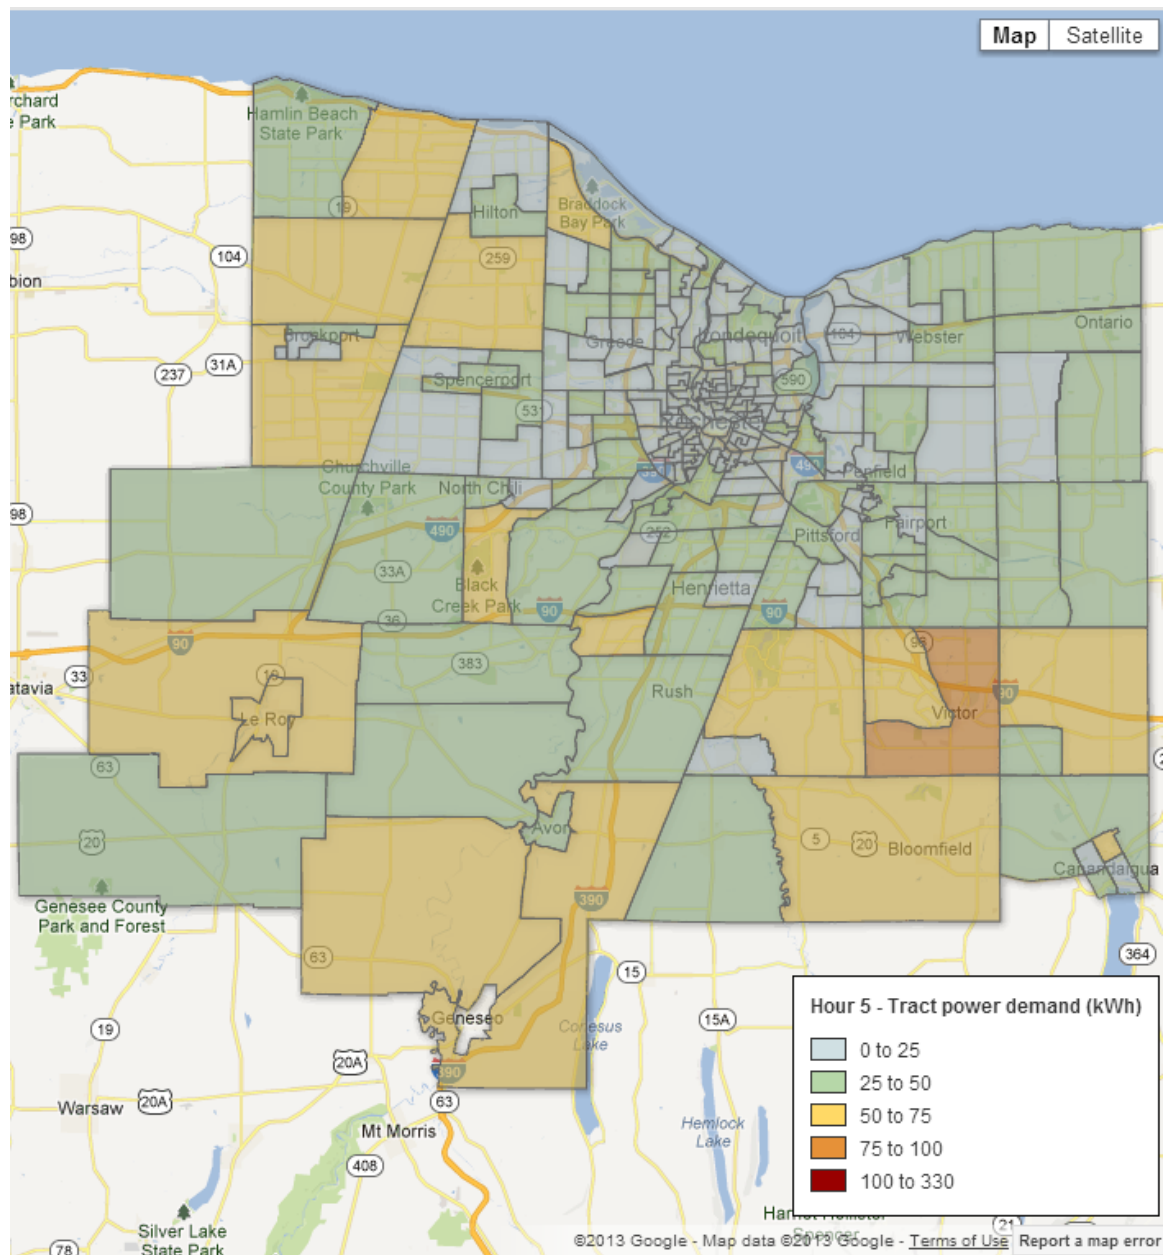 Map
Satellite
rchard
e Park
Hamlin Beach
State Park
19
Hilton
Braddock
Bay Park
98
104
259
bion
Brockport
Greece
Irondequoit
104
Webster
Ontario
31A
237
Spencerport
590
531
Rochester
Churchville
County Park
North Chili
390
490
Penfield
98
490
252
Pittsford
Fairport
33A
Black
Creek Park
Henrietta
90
90
36
90
383
96
33
atavia
19
Le Roy
Rush
90
Victor
63
20
Avon
5
20
Bloomfield
Canandaigua
Genesee County
Park and Forest
390
63
15
364
Geneseo
Conesus
Lake
15A
19
20A
390
Warsaw
20A
63
Mt Morris
Hemlock
Lake
408
Silver Lake
State Park
78
21
Hour 5 - Tract power demand (kWh)
0 to 25
25 to 50
50 to 75
75 to 100
100 to 330
©2013 Google - Map data ©2013 Google - Terms of Use
Report a map error